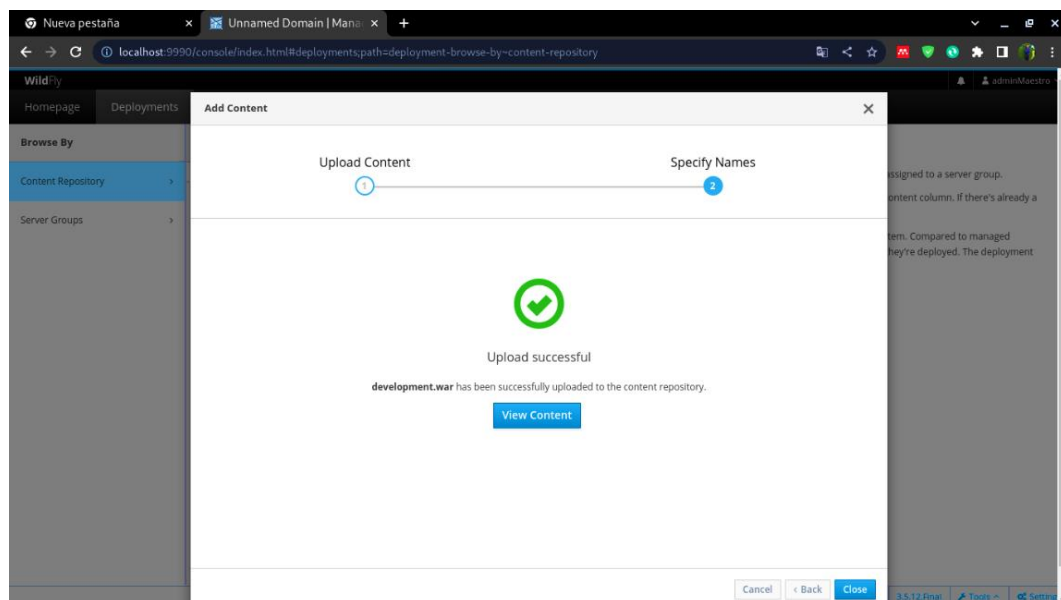 Nueva pestaña
Unnamed Domain | Mana
localhost:9990/console/index.html#deployments;path=deployment-browse-by~content-repository
WildFly
adminMaestro
Homepage Deployments
Browse By
Content Repository
Server Groups
Add Content
Upload Content
Specify Names
1
2
Upload successful
development.war has been successfully uploaded to the content repository.
View Content
Cancel
< Back
Close
assigned to a server group.
ontent column. If there's already a
tem. Compared to managed
hey're deployed. The deployment
3.5.12.Final
Tools
Setting